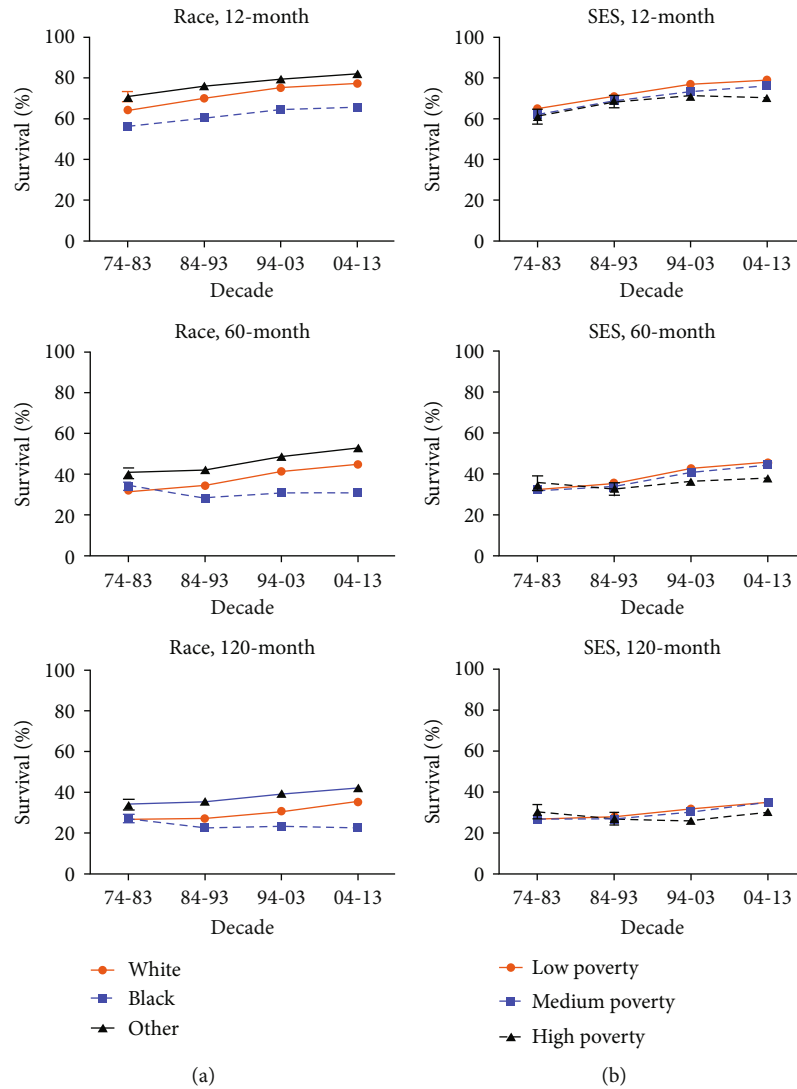 Race, 12-month
100
80
60
40
20
0
Survival (%)
74-83 84-93 94-03 04-13
Decade
Race, 60-month
100
80
60
40
20
0
Survival (%)
74-83 84-93 94-03 04-13
Decade
Race, 120-month
100
80
60
40
20
0
Survival (%)
74-83 84-93 94-03 04-13
Decade
White
Black
Other
(a)
SES, 12-month
100
80
60
40
20
0
Survival (%)
74-83 84-93 94-03 04-13
Decade
SES, 60-month
100
80
60
40
20
0
Survival (%)
74-83 84-93 94-03 04-13
Decade
SES, 120-month
100
80
60
40
20
0
Survival (%)
74-83 84-93 94-03 04-13
Decade
Low poverty
Medium poverty
High poverty
(b)